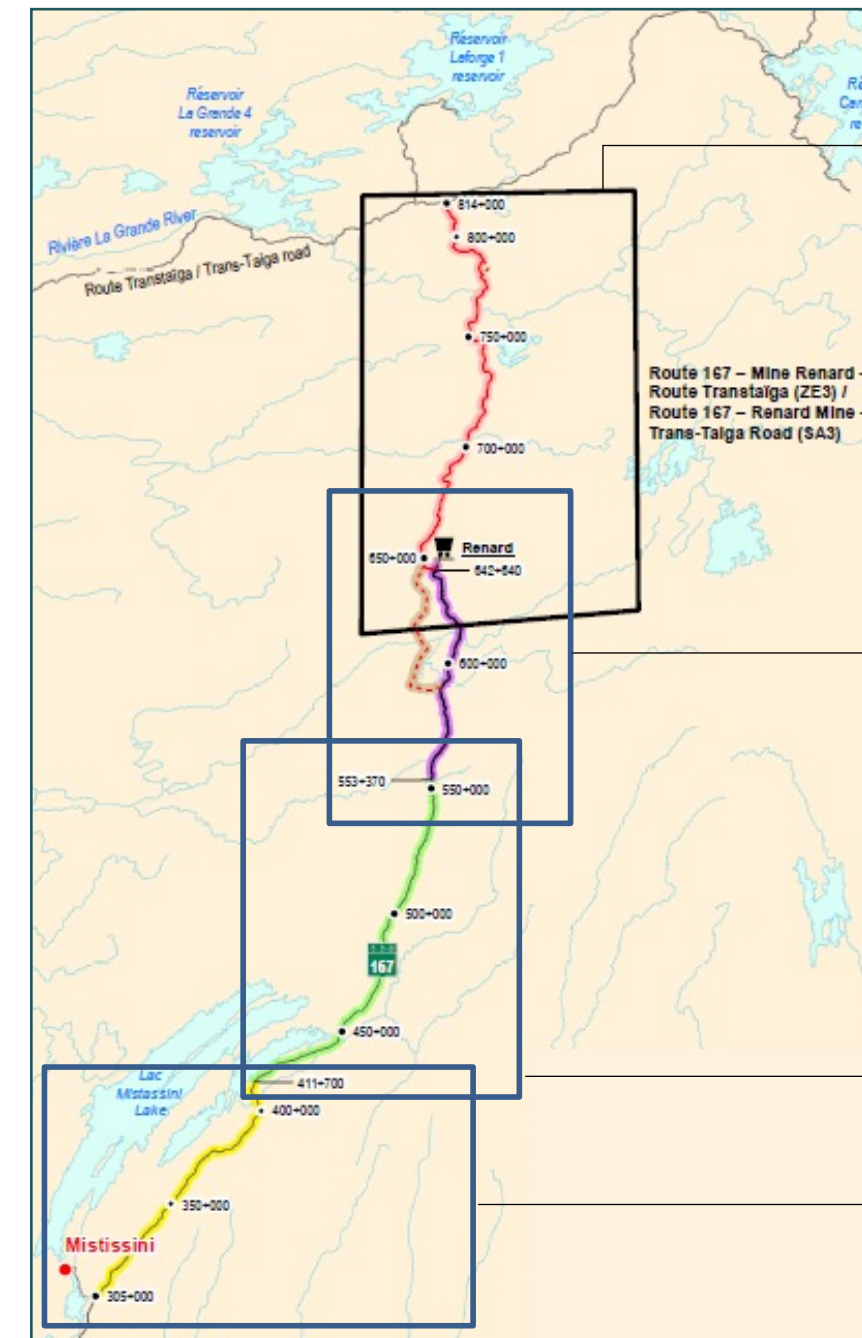 Réservoir
Laforge 1
reservoir
Réservoir
La Grande 4
reservoir
Rivière La Grande River
Route Transtaïga / Trans-Taiga road
814+000
800+000
750+000
Route 167 – Mine Renard -
Route Transtaïga (ZE3) /
Route 167 – Renard Mine -
Trans-Taiga Road (SA3)
700+000
650+000
Renard
642+640
600+000
553+370
550+000
500+000
167
450+000
Lac
Mistassini
Lake
411+700
400+000
350+000
Mistissini
305+000